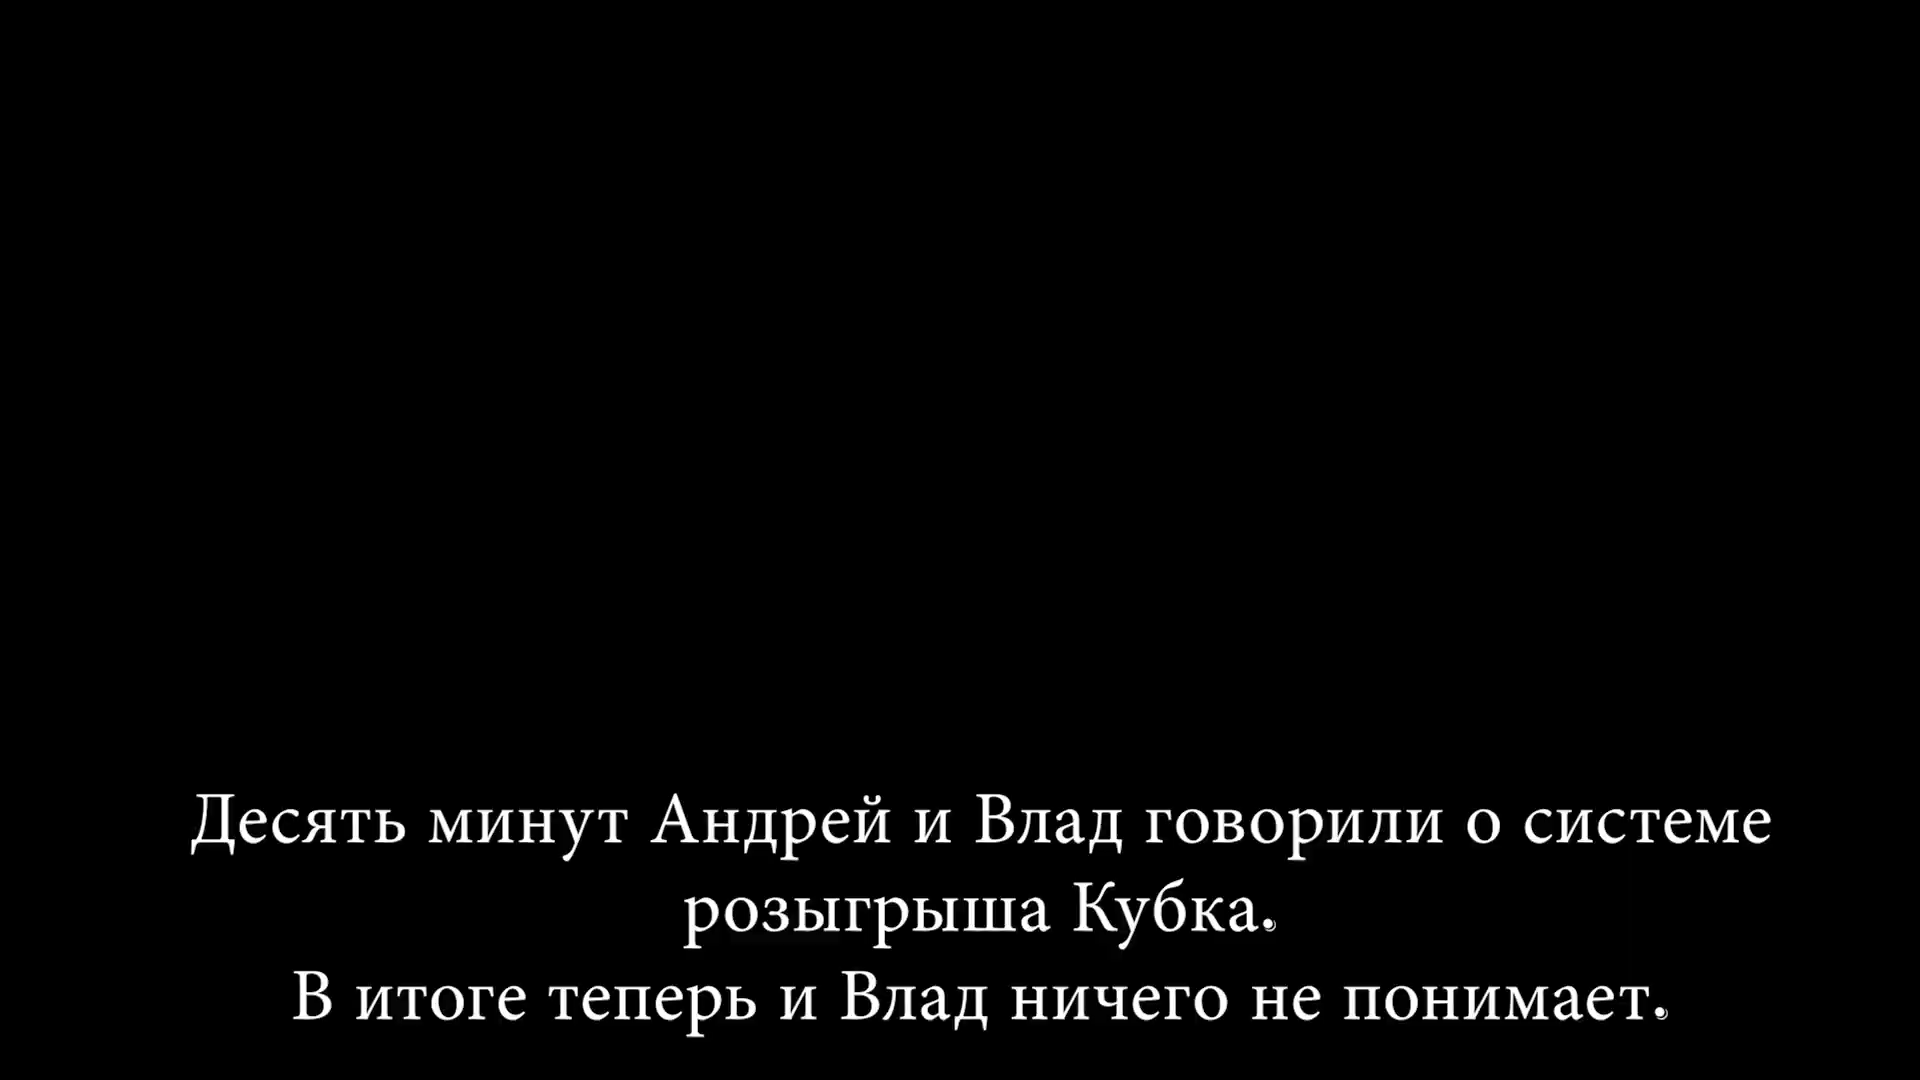 Десять минут Андрей и Влад говорили о системе
розыгрыша Кубка.
В итоге теперь и Влад ничего не понимает.